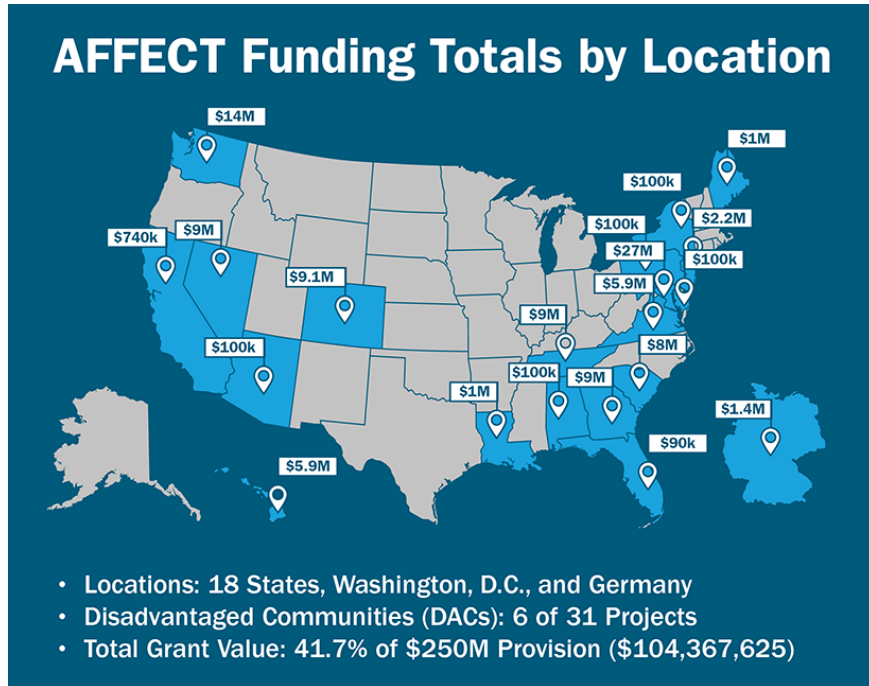 AFFECT Funding Totals by Location
$14M
$1M
$100k
$2.2M
$100k
$740k
$9M
$27M
$100k
$9.1M
$5.9M
$9M
$8M
$100k
$100k
$9M
$1M
$1.4M
$90k
$5.9M
• Locations: 18 States, Washington, D.C., and Germany
• Disadvantaged Communities (DACs): 6 of 31 Projects
• Total Grant Value: 41.7% of $250M Provision ($104,367,625)